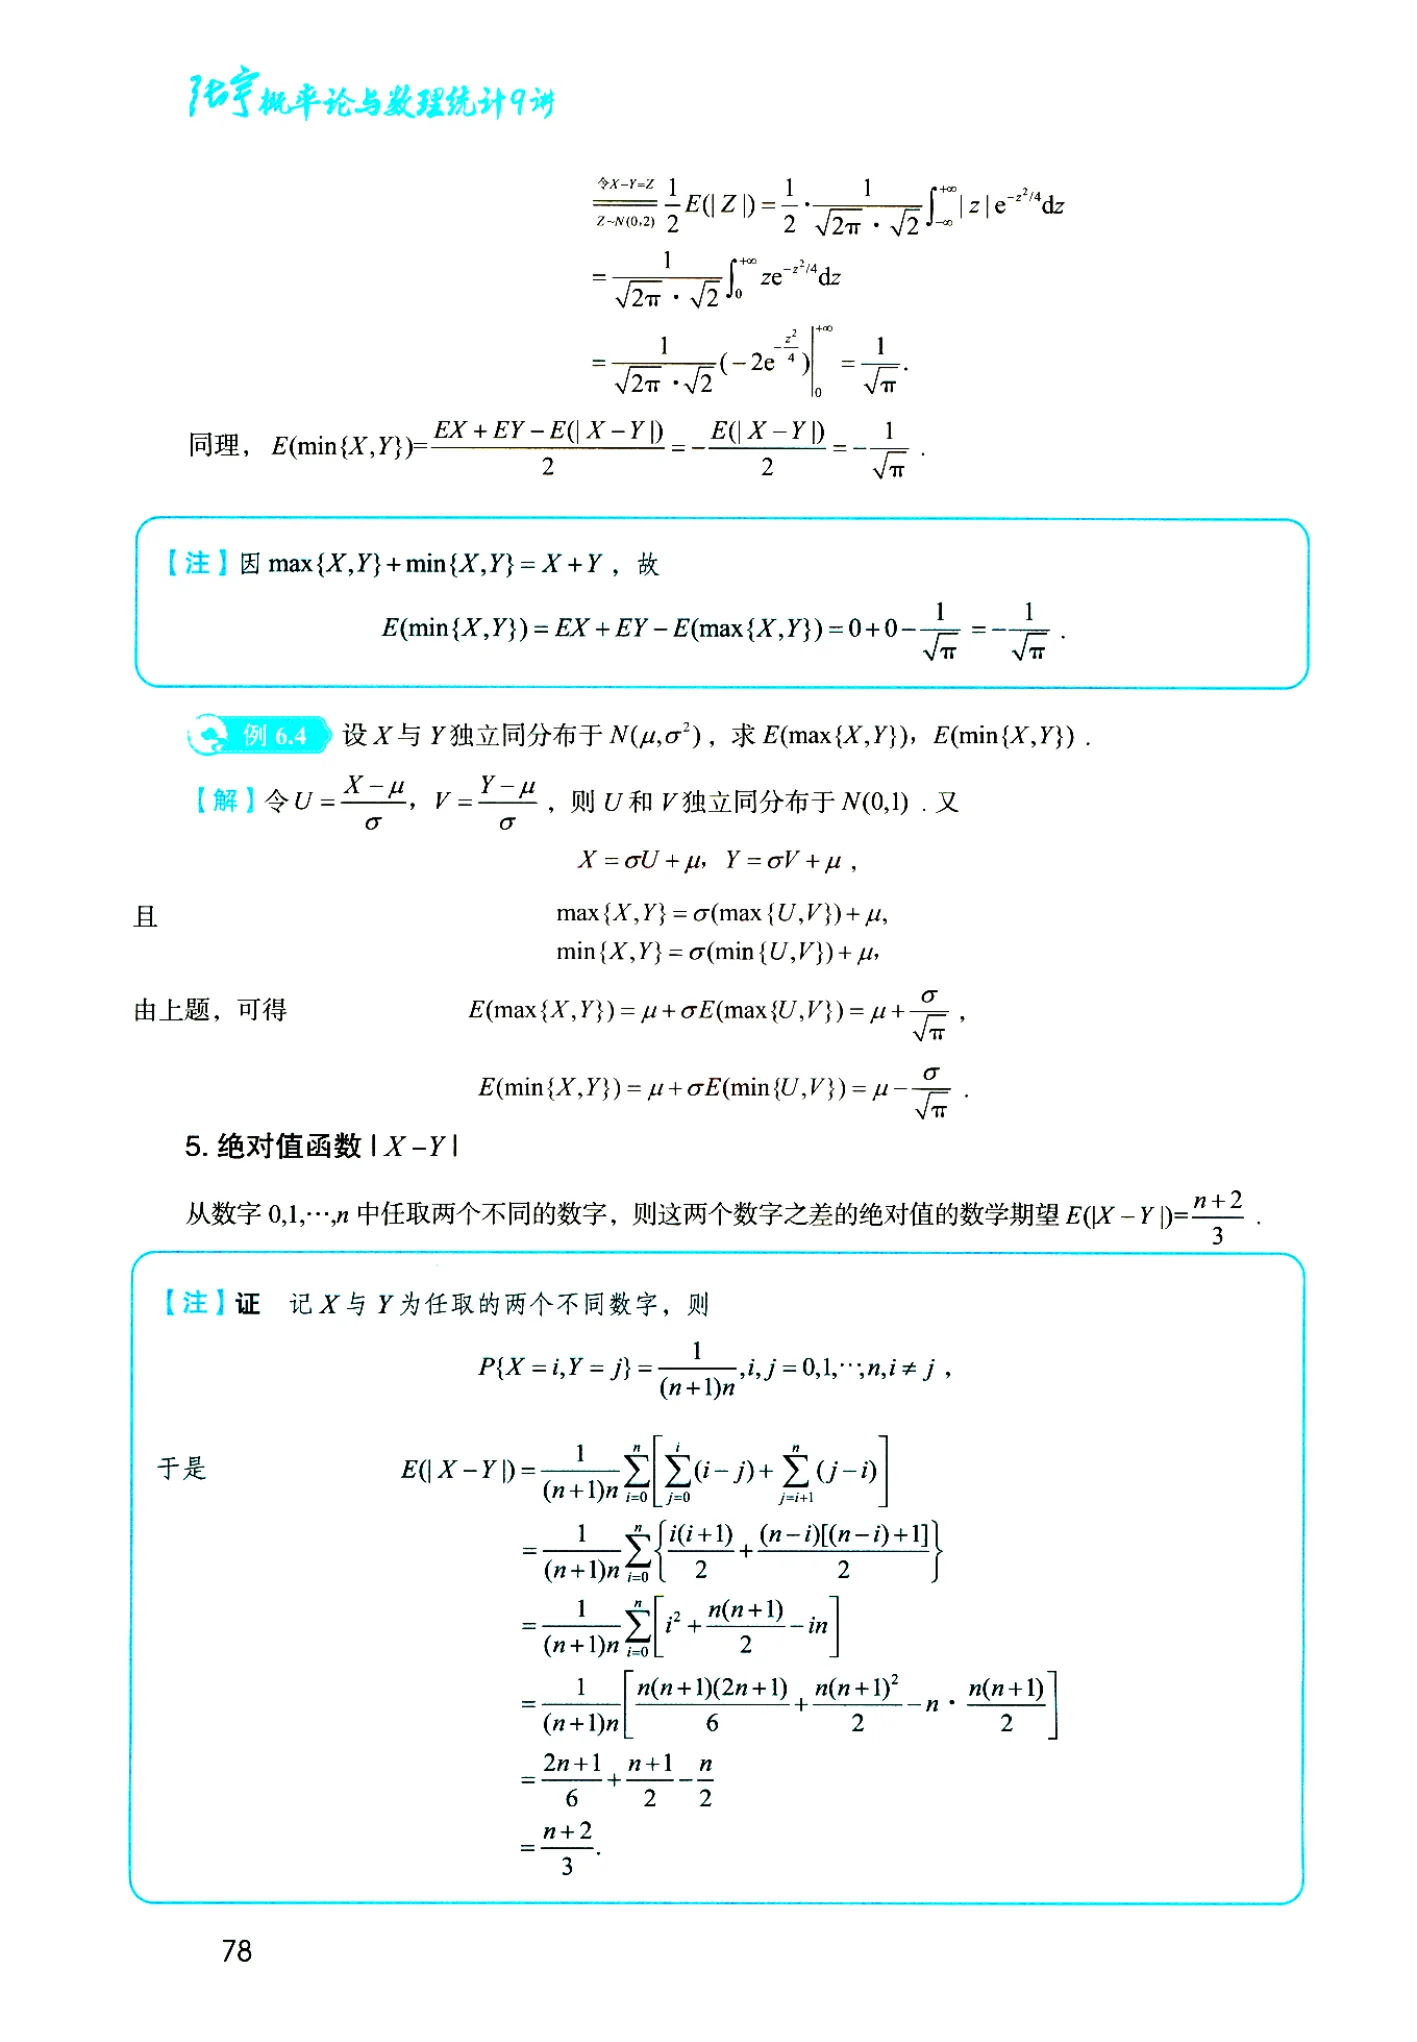 张宇概率论与数理统计9讲
$\xlongequal[Z\sim N(0,2)]{令X-Y=Z}\frac{1}{2}E(|Z|)=\frac{1}{2}\cdot\frac{1}{\sqrt{2\pi}\cdot\sqrt{2}}\int_{-\infty}^{+\infty}|z|e^{-z^2/4}dz$
$=\frac{1}{\sqrt{2\pi}\cdot\sqrt{2}}\int_{0}^{+\infty}ze^{-z^2/4}dz$
$=\frac{1}{\sqrt{2\pi}\cdot\sqrt{2}}(-2e^{-\frac{z^2}{4}})\Big|_{0}^{+\infty}=\frac{1}{\sqrt{\pi}}.$
同理，$E(\min\{X,Y\})=\frac{EX+EY-E(|X-Y|)}{2}=-\frac{E(|X-Y|)}{2}=-\frac{1}{\sqrt{\pi}}$.
【注】因 $\max\{X,Y\}+\min\{X,Y\}=X+Y$，故
$E(\min\{X,Y\})=EX+EY-E(\max\{X,Y\})=0+0-\frac{1}{\sqrt{\pi}}=-\frac{1}{\sqrt{\pi}}$.
例 6.4 设 X 与 Y 独立同分布于 $N(\mu,\sigma^2)$，求 $E(\max\{X,Y\})$，$E(\min\{X,Y\})$.
【解】令 $U=\frac{X-\mu}{\sigma}$，$V=\frac{Y-\mu}{\sigma}$，则 U 和 V 独立同分布于 $N(0,1)$．又
$X=\sigma U+\mu$，$Y=\sigma V+\mu$，
且 $\max\{X,Y\}=\sigma(\max\{U,V\})+\mu,$
$\min\{X,Y\}=\sigma(\min\{U,V\})+\mu$，
由上题，可得 $E(\max\{X,Y\})=\mu+\sigma E(\max\{U,V\})=\mu+\frac{\sigma}{\sqrt{\pi}}$，
$E(\min\{X,Y\})=\mu+\sigma E(\min\{U,V\})=\mu-\frac{\sigma}{\sqrt{\pi}}$.
5. 绝对值函数 $|X-Y|$
从数字 $0,1,\cdots,n$ 中任取两个不同的数字，则这两个数字之差的绝对值的数学期望 $E(|X-Y|)=\frac{n+2}{3}$.
【注】证 记 X 与 Y 为任取的两个不同数字，则
$P\{X=i,Y=j\}=\frac{1}{(n+1)n},i,j=0,1,\cdots,n,i\neq j$，
于是 $E(|X-Y|)=\frac{1}{(n+1)n}\sum_{i=0}^{n}\left[\sum_{j=0}^{i}(i-j)+\sum_{j=i+1}^{n}(j-i)\right]$
$=\frac{1}{(n+1)n}\sum_{i=0}^{n}\left\{\frac{i(i+1)}{2}+\frac{(n-i)[(n-i)+1]}{2}\right\}$
$=\frac{1}{(n+1)n}\sum_{i=0}^{n}\left[i^2+\frac{n(n+1)}{2}-in\right]$
$=\frac{1}{(n+1)n}\left[\frac{n(n+1)(2n+1)}{6}+\frac{n(n+1)^2}{2}-n\cdot\frac{n(n+1)}{2}\right]$
$=\frac{2n+1}{6}+\frac{n+1}{2}-\frac{n}{2}$
$=\frac{n+2}{3}.$
78